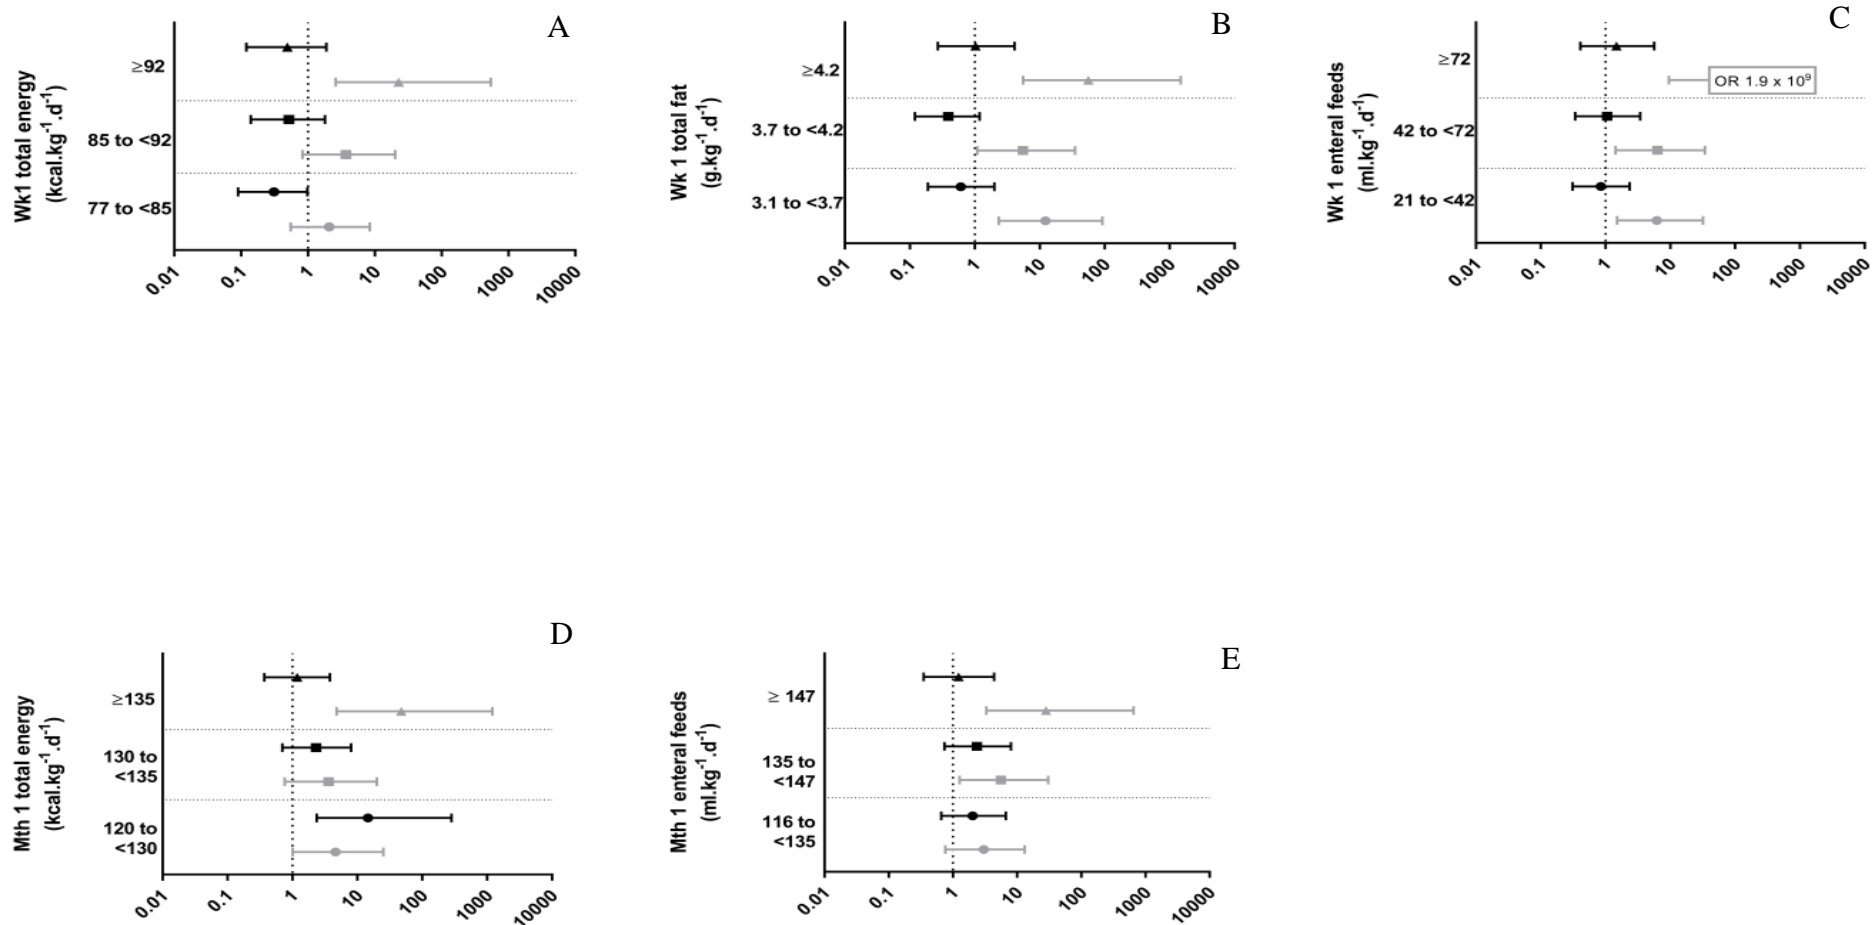 A
Wk1 total energy
(kcal.kg⁻¹.d⁻¹)
≥92
85 to <92
77 to <85
0.01 0.1 1 10 100 1000 10000
B
Wk 1 total fat
(g.kg⁻¹.d⁻¹)
≥4.2
3.7 to <4.2
3.1 to <3.7
0.01 0.1 1 10 100 1000 10000
C
Wk 1 enteral feeds
(ml.kg⁻¹.d⁻¹)
≥72
OR 1.9 x 10⁹
42 to <72
21 to <42
0.01 0.1 1 10 100 1000 10000
D
Mth 1 total energy
(kcal.kg⁻¹.d⁻¹)
≥135
130 to
<135
120 to
<130
0.01 0.1 1 10 100 1000 10000
E
Mth 1 enteral feeds
(ml.kg⁻¹.d⁻¹)
≥ 147
135 to
<147
116 to
<135
0.01 0.1 1 10 100 1000 10000